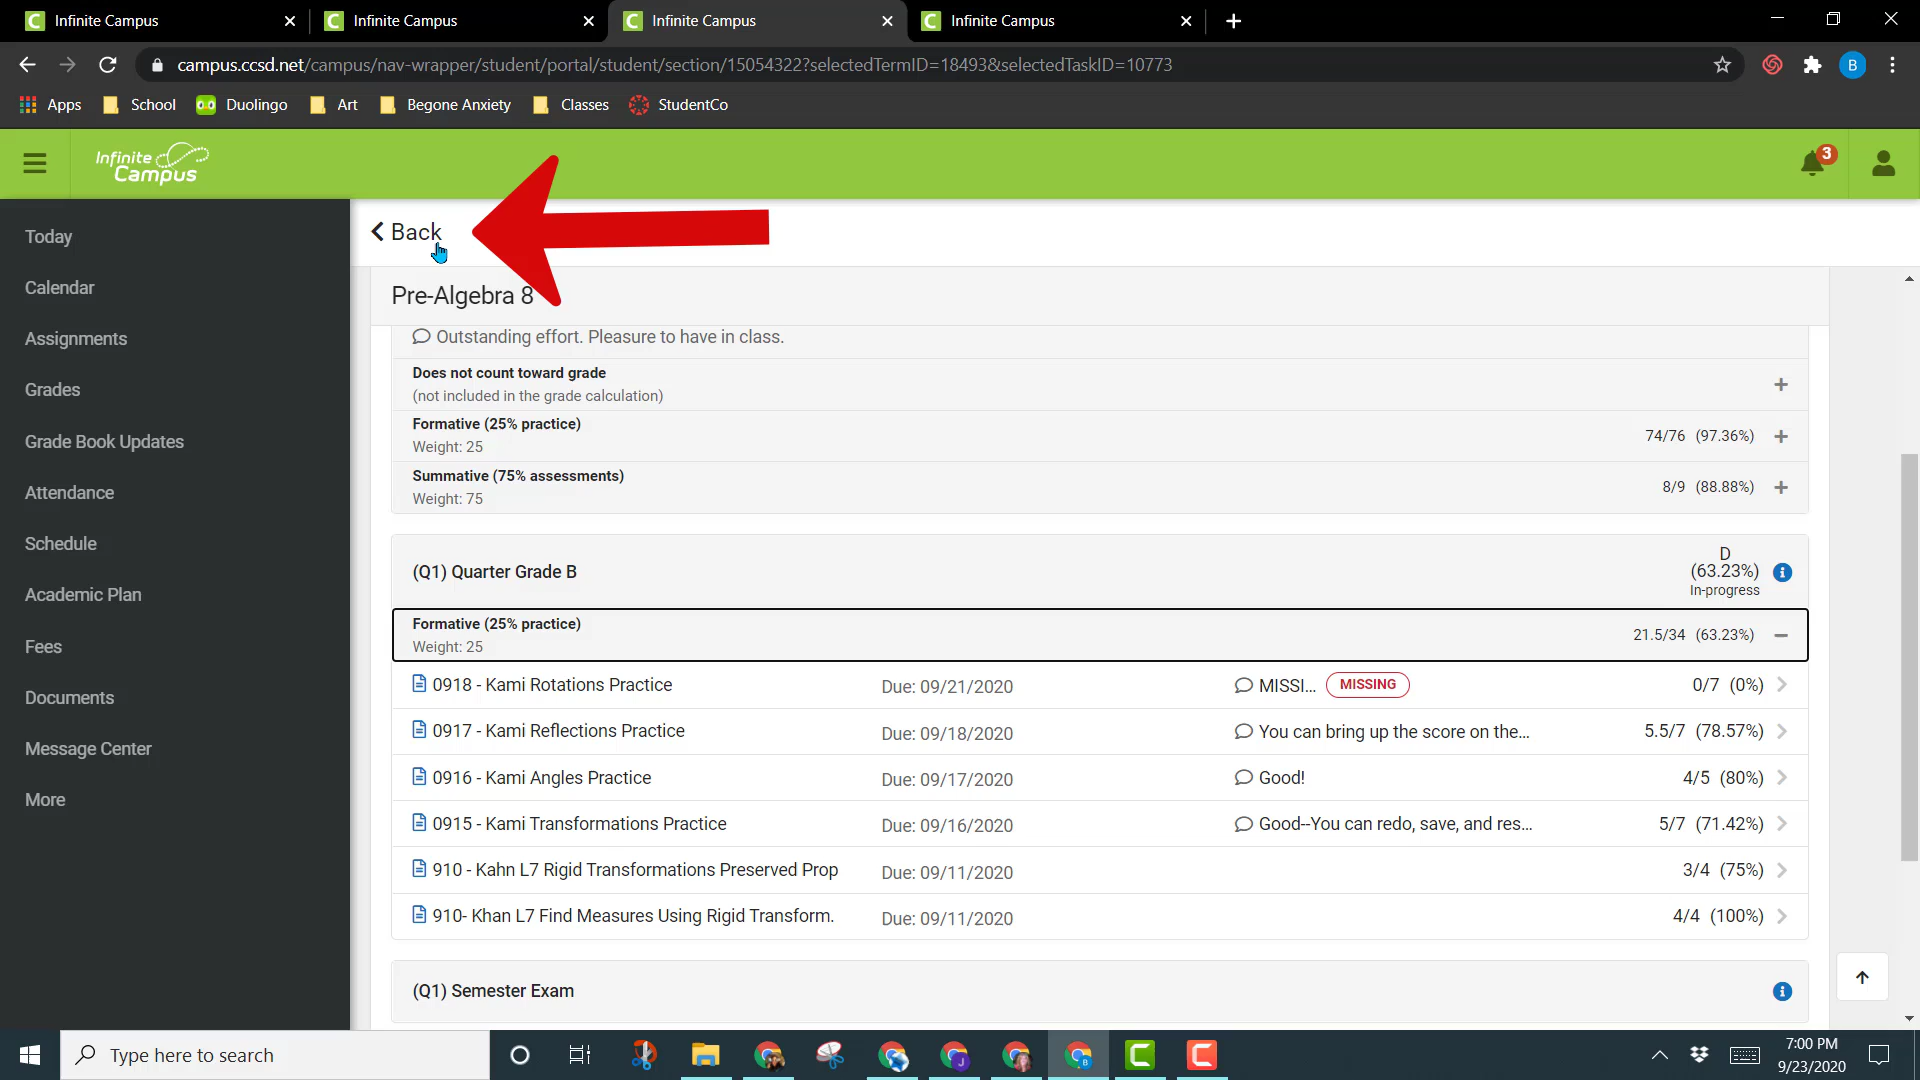 Infinite Campus
Infinite Campus
Infinite Campus
Infinite Campus
campus.ccsd.net/campus/nav-wrapper/student/portal/student/section/15054322?selectedTermID=18493&selectedTaskID=10773
B
Apps School Duolingo Art Begone Anxiety Classes StudentCo
Infinite Campus
3
Today
Calendar
Assignments
Grades
Grade Book Updates
Attendance
Schedule
Academic Plan
Fees
Documents
Message Center
More
Back
Pre-Algebra 8
Outstanding effort. Pleasure to have in class.
Does not count toward grade
(not included in the grade calculation)
Formative (25% practice)
Weight: 25
74/76 (97.36%)
Summative (75% assessments)
Weight: 75
8/9 (88.88%)
(Q1) Quarter Grade B
D
(63.23%)
In-progress
Formative (25% practice)
Weight: 25
21.5/34 (63.23%)
0918 - Kami Rotations Practice Due: 09/21/2020 MISSI... MISSING 0/7 (0%)
0917 - Kami Reflections Practice Due: 09/18/2020 You can bring up the score on the... 5.5/7 (78.57%)
0916 - Kami Angles Practice Due: 09/17/2020 Good! 4/5 (80%)
0915 - Kami Transformations Practice Due: 09/16/2020 Good--You can redo, save, and res... 5/7 (71.42%)
910 - Kahn L7 Rigid Transformations Preserved Prop Due: 09/11/2020 3/4 (75%)
910- Khan L7 Find Measures Using Rigid Transform. Due: 09/11/2020 4/4 (100%)
(Q1) Semester Exam
Type here to search
7:00 PM
9/23/2020